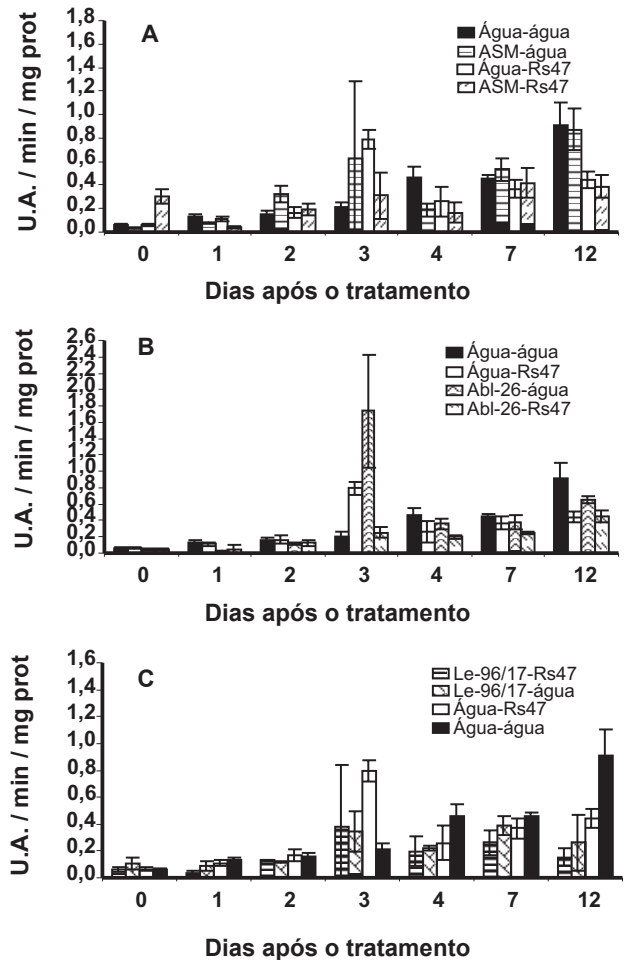 A
U.A. / min / mg prot
1,8
1,6
1,4
1,2
1,0
0,8
0,6
0,4
0,2
0,0
Água-água
ASM-água
Água-Rs47
ASM-Rs47
0 1 2 3 4 7 12
Dias após o tratamento
B
U.A. / min / mg prot
2,6
2,4
2,2
2,0
1,8
1,6
1,4
1,2
1,0
0,8
0,6
0,4
0,2
0,0
Água-água
Água-Rs47
Abl-26-água
Abl-26-Rs47
0 1 2 3 4 7 12
Dias após o tratamento
C
U.A. / min / mg prot
1,6
1,4
1,2
1,0
0,8
0,6
0,4
0,2
0,0
Le-96/17-Rs47
Le-96/17-água
Água-Rs47
Água-água
0 1 2 3 4 7 12
Dias após o tratamento